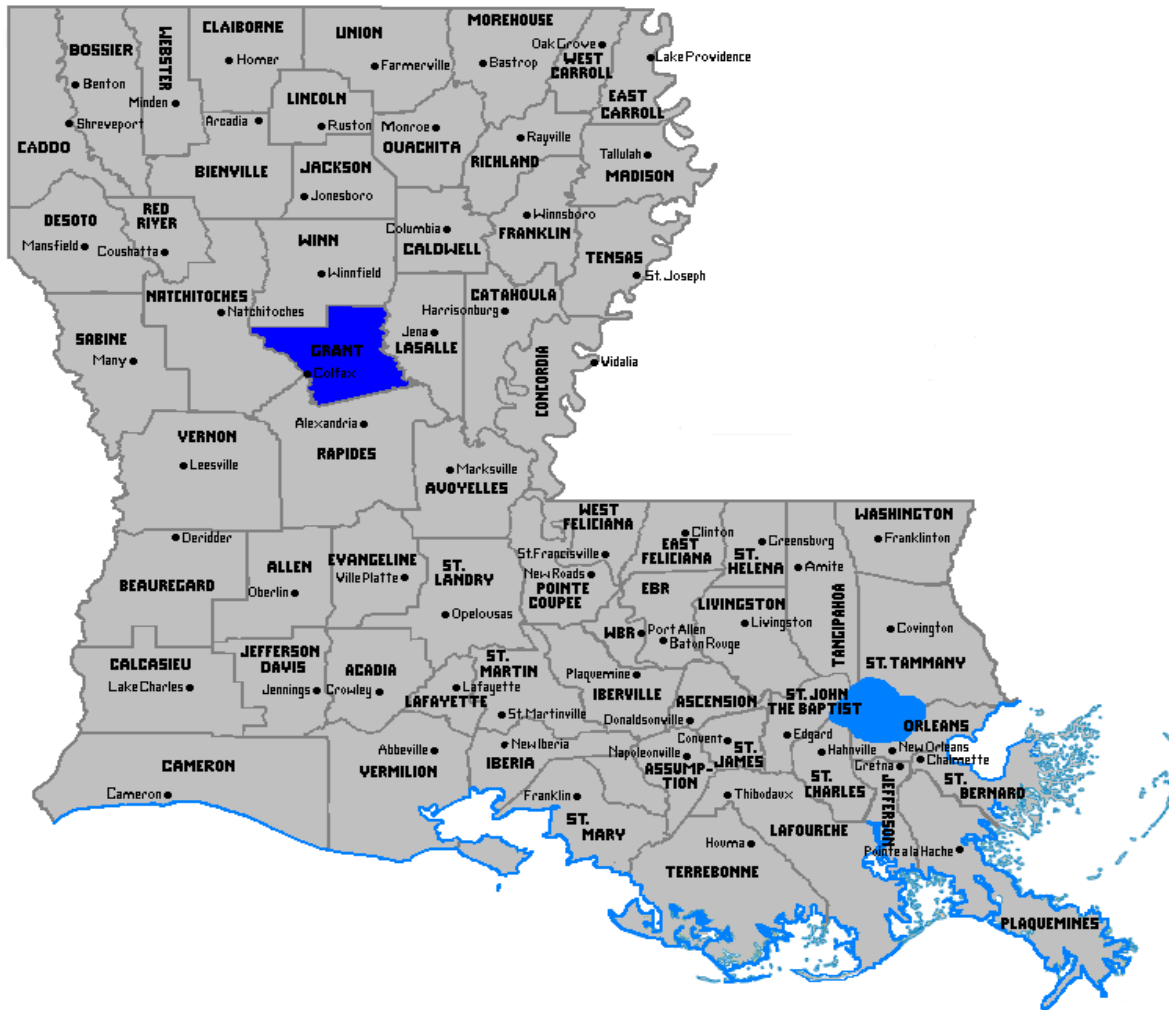 CLAIBORNE
UNION
MOREHOUSE
BOSSIER
WEBSTER
Homer
Farmerville
Bastrop
Oak Grove
WEST
CARROLL
Lake Providence
Benton
Minden
LINCOLN
EAST
CARROLL
Shreveport
Arcadia
Ruston
Monroe
OUACHITA
Rayville
RICHLAND
CADDO
BIENVILLE
JACKSON
Jonesboro
Tallulah
MADISON
DESOTO
Mansfield
RED
RIVER
Coushatta
WINN
Winnfield
Columbia
CALDWELL
Winnsboro
FRANKLIN
TENSAS
St. Joseph
NATCHITOCHES
Natchitoches
CATAHOULA
Harrisonburg
SABINE
Many
GRANT
Colfax
Jena
LASALLE
CONCORDIA
Vidalia
VERNON
Leesville
Alexandria
RAPIDES
Marksville
AVOYELLES
WEST
FELICIANA
St. Francisville
EAST
FELICIANA
Clinton
ST.
HELENA
Greensburg
WASHINGTON
Franklinton
Deridder
BEAUREGARD
ALLEN
Oberlin
EVANGELINE
Ville Platte
ST.
LANDRY
Opelousas
New Roads
POINTE
COUPEE
EBR
LIVINGSTON
Livingston
Amite
TANGIPAHOA
Covington
ST. TAMMANY
WBR
Port Allen
Baton Rouge
CALCASIEU
Lake Charles
JEFFERSON
DAVIS
Jennings
ACADIA
Crowley
LAFAYETTE
Lafayette
ST.
MARTIN
St. Martinville
Plaquemine
IBERVILLE
ASCENSION
Donaldsonville
ST. JOHN
THE BAPTIST
Edgard
ORLEANS
New Orleans
CAMERON
Cameron
Abbeville
VERMILION
New Iberia
IBERIA
Napoleonville
ASSUMP-
TION
Convent
ST.
JAMES
Hahnville
ST.
CHARLES
Gretna
Chalmette
JEFFERSON
ST.
BERNARD
Franklin
ST.
MARY
Thibodaux
LAFOURCHE
Houma
TERREBONNE
Pointe a la Hache
PLAQUEMINES